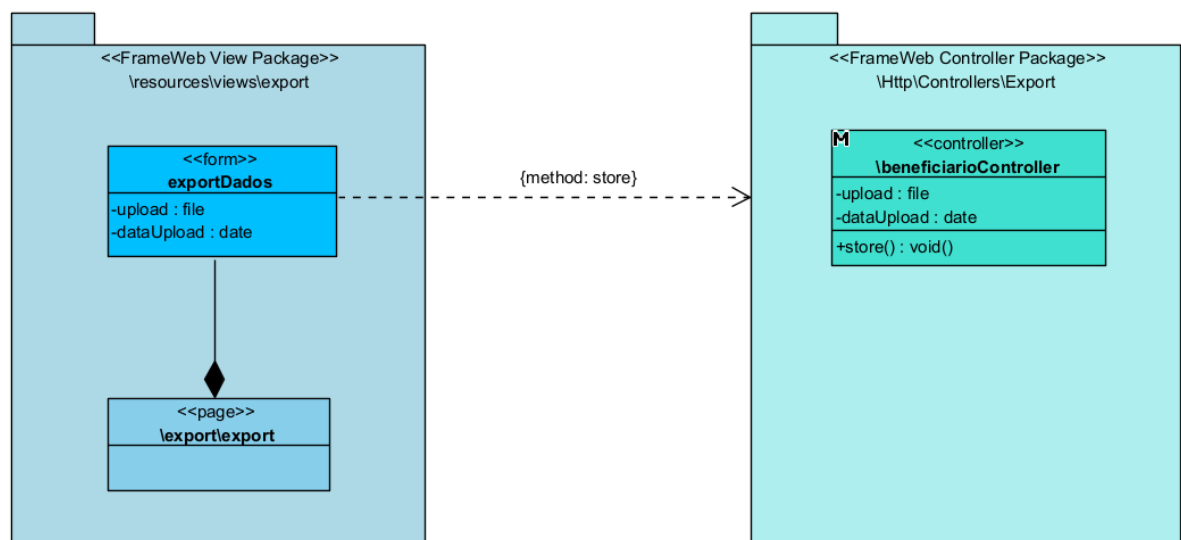 <<FrameWeb View Package>>
\resources\views\export
<<form>>
exportDados
-upload : file
-dataUpload : date
<<page>>
\export\export
{method: store}
<<FrameWeb Controller Package>>
\Http\Controllers\Export
M
<<controller>>
\beneficiarioController
-upload : file
-dataUpload : date
+store() : void()